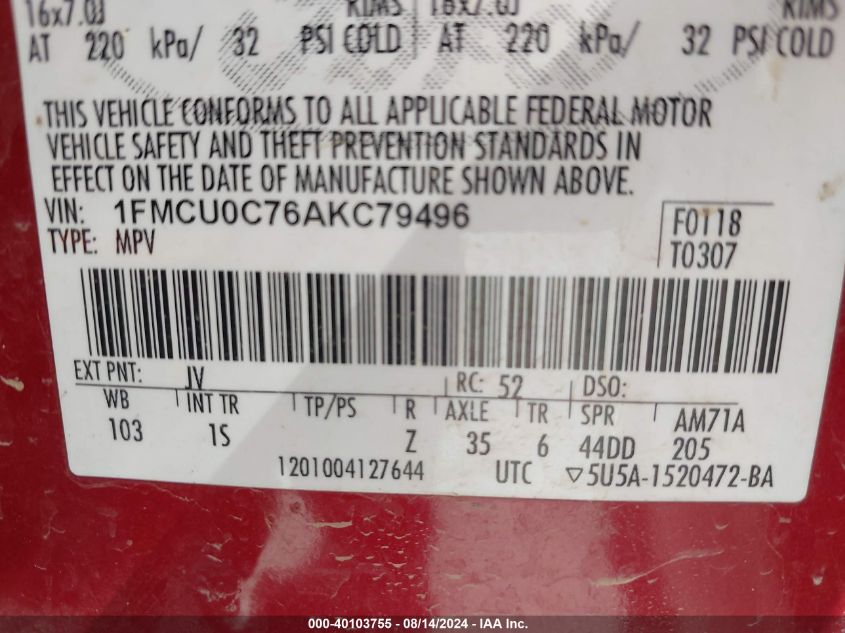 16x7.0J RIMS 16x7.0J RIMS
AT 220 kPa/ 32 PSI COLD AT 220 kPa/ 32 PSI COLD
THIS VEHICLE CONFORMS TO ALL APPLICABLE FEDERAL MOTOR
VEHICLE SAFETY AND THEFT PREVENTION STANDARDS IN
EFFECT ON THE DATE OF MANUFACTURE SHOWN ABOVE.
VIN: 1FMCU0C76AKC79496
F0118
TYPE: MPV
T0307
EXT PNT: JV RC: 52 DSO:
WB INT TR TP/PS R AXLE TR SPR AM71A
103 1S Z 35 6 44DD 205
1201004127644 UTC ▽5U5A-1520472-BA
000-40103755 - 08/14/2024 - IAA Inc.